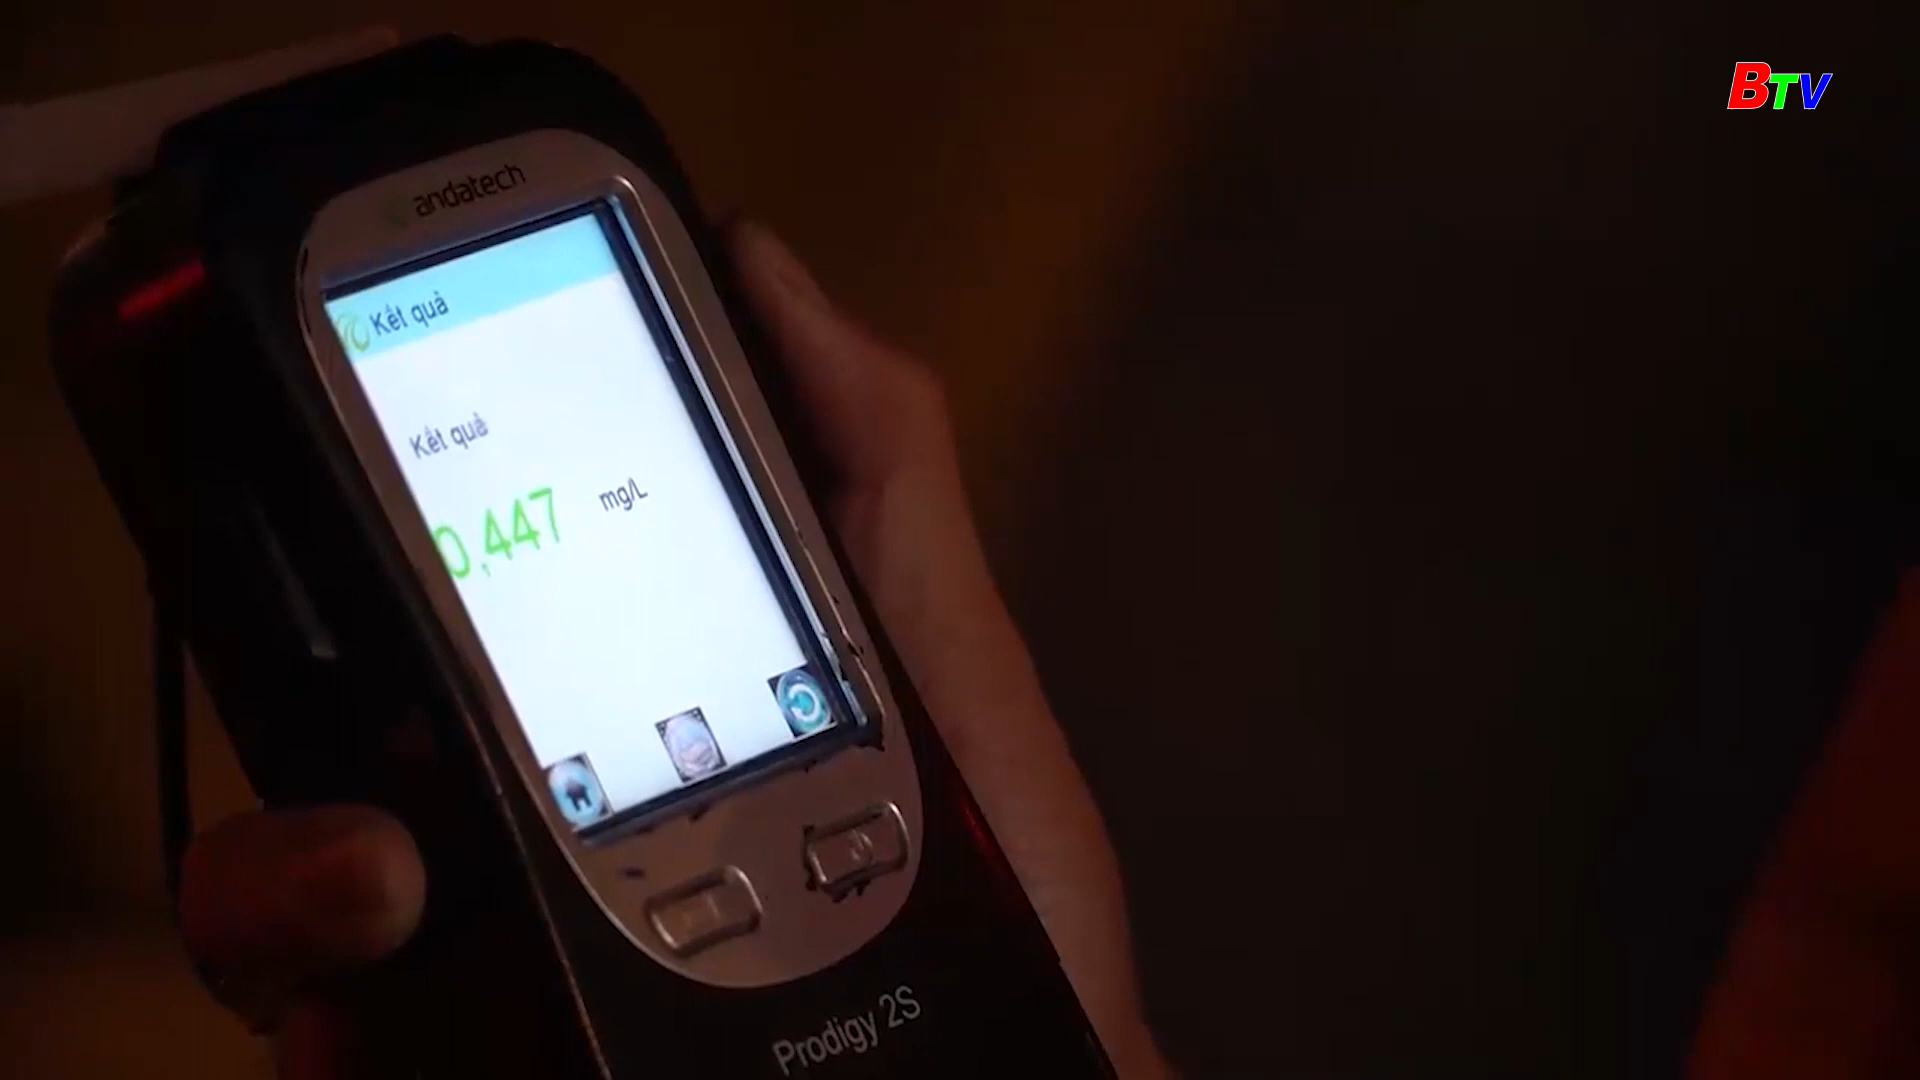 BTV
andatech
Kết quả
Kết quả
0,447 mg/L
Prodigy 2S